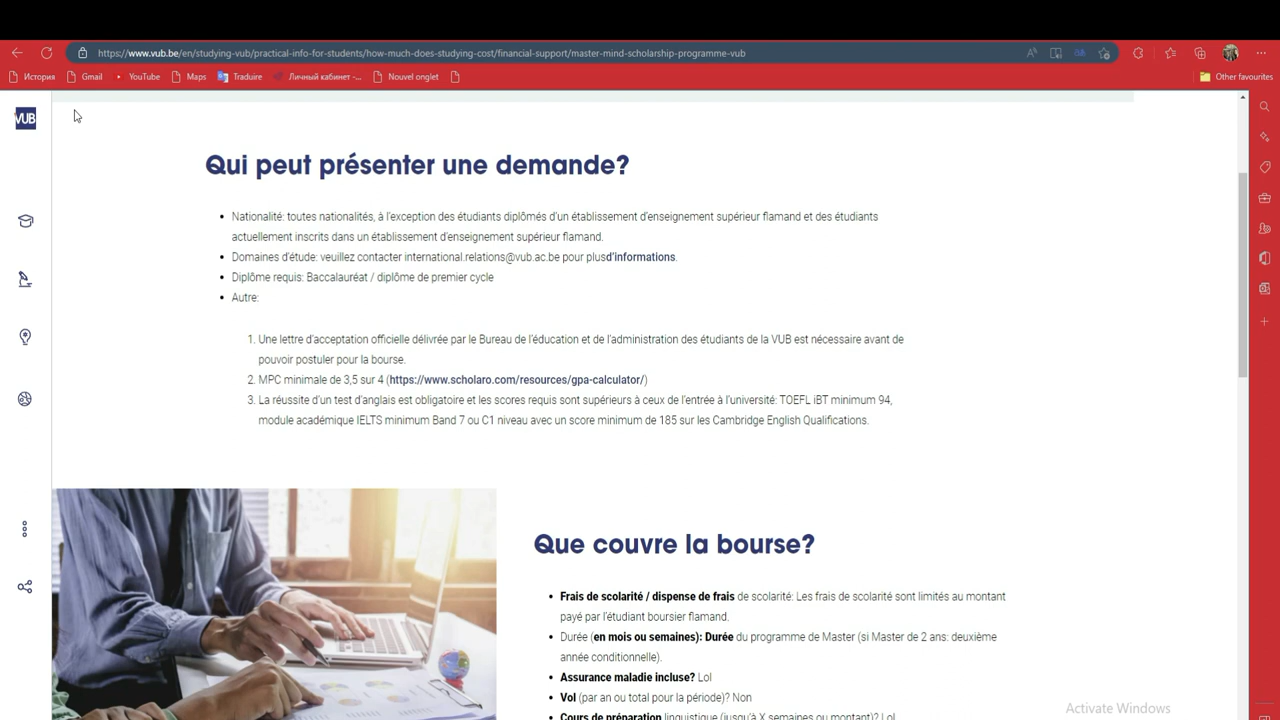 https://www.vub.be/en/studying-vub/practical-info-for-students/how-much-does-studying-cost/financial-support/master-mind-scholarship-programme-vub
История Gmail YouTube Maps Traduire Личный кабинет -... Nouvel onglet Other favourites
VUB
Qui peut présenter une demande?
• Nationalité: toutes nationalités, à l'exception des étudiants diplômés d'un établissement d'enseignement supérieur flamand et des étudiants
actuellement inscrits dans un établissement d'enseignement supérieur flamand.
• Domaines d'étude: veuillez contacter international.relations@vub.ac.be pour plusd'informations.
• Diplôme requis: Baccalauréat / diplôme de premier cycle
• Autre:
1. Une lettre d'acceptation officielle délivrée par le Bureau de l'éducation et de l'administration des étudiants de la VUB est nécessaire avant de
pouvoir postuler pour la bourse.
2. MPC minimale de 3,5 sur 4 (https://www.scholaro.com/resources/gpa-calculator/)
3. La réussite d'un test d'anglais est obligatoire et les scores requis sont supérieurs à ceux de l'entrée à l'université: TOEFL iBT minimum 94,
module académique IELTS minimum Band 7 ou C1 niveau avec un score minimum de 185 sur les Cambridge English Qualifications.
Que couvre la bourse?
• Frais de scolarité / dispense de frais de scolarité: Les frais de scolarité sont limités au montant
payé par l'étudiant boursier flamand.
• Durée (en mois ou semaines): Durée du programme de Master (si Master de 2 ans: deuxième
année conditionnelle).
• Assurance maladie incluse? Lol
• Vol (par an ou total pour la période)? Non
• Cours de préparation linguistique (jusqu'à X semaines ou montant)? Lol
Activate Windows